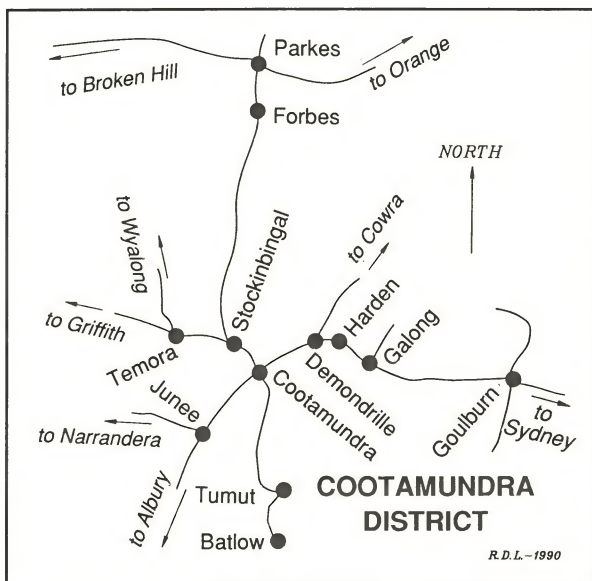 Parkes
to Broken Hill
to Orange
Forbes
NORTH
to Wyalong
Stockinbingal
to Cowra
to Griffith
Temora
Harden
Galong
Demondrille
Cootamundra
Junee
to Narrandera
Goulburn
to
Sydney
to Albury
Tumut
Batlow
COOTAMUNDRA
DISTRICT
R.D.L.-1990